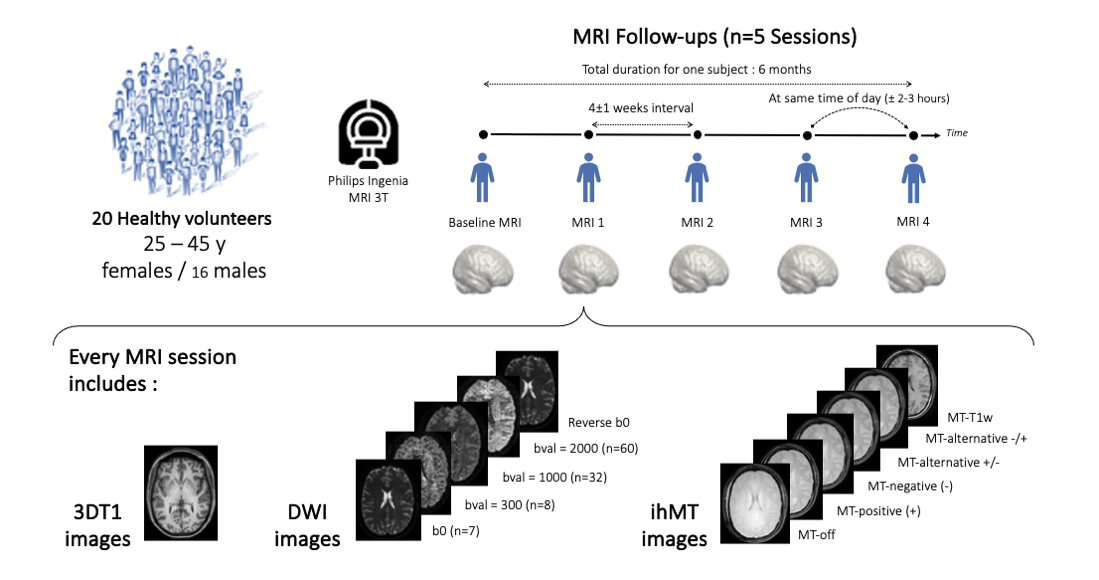 MRI Follow-ups (n=5 Sessions)
Total duration for one subject : 6 months
4±1 weeks interval
At same time of day (± 2-3 hours)
Time
Philips Ingenia
MRI 3T
20 Healthy volunteers
25 – 45 y
females / 16 males
Baseline MRI
MRI 1
MRI 2
MRI 3
MRI 4
Every MRI session
includes :
3DT1
images
DWI
images
Reverse b0
bval = 2000 (n=60)
bval = 1000 (n=32)
bval = 300 (n=8)
b0 (n=7)
ihMT
images
MT-T1w
MT-alternative -/+
MT-alternative +/-
MT-negative (-)
MT-positive (+)
MT-off